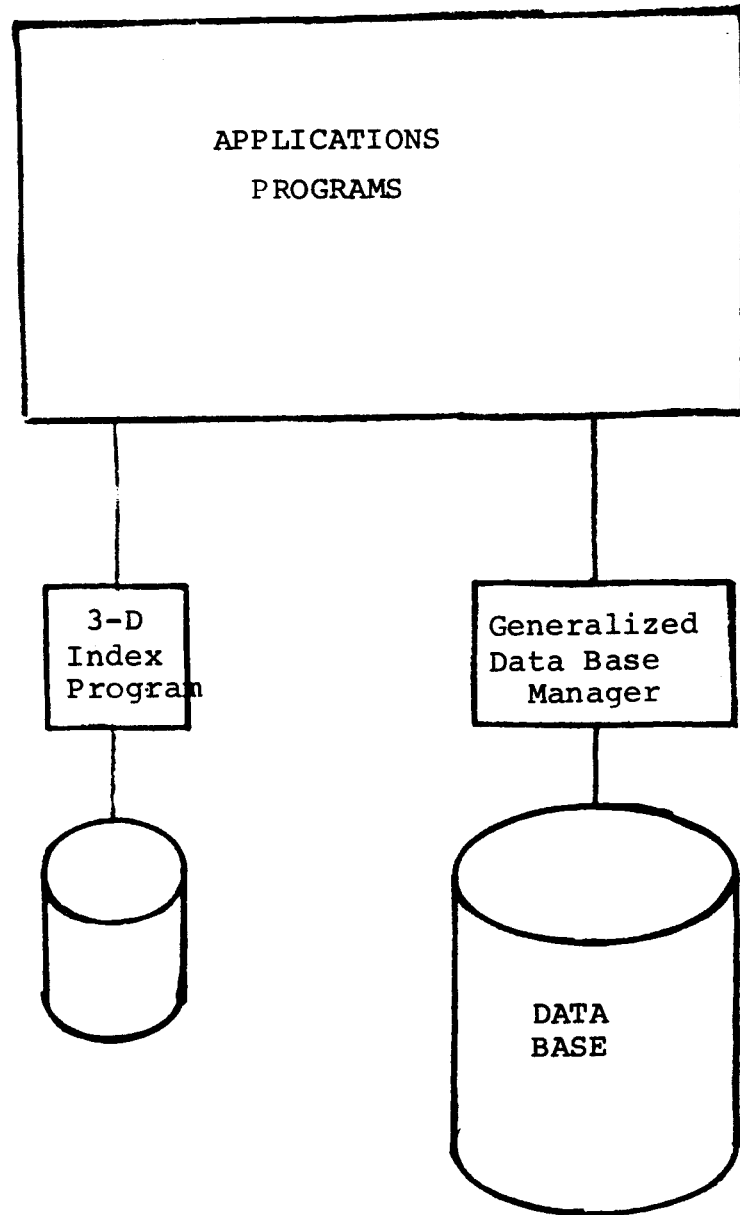 APPLICATIONS
PROGRAMS
3-D
Index
Program
Generalized
Data Base
Manager
DATA
BASE